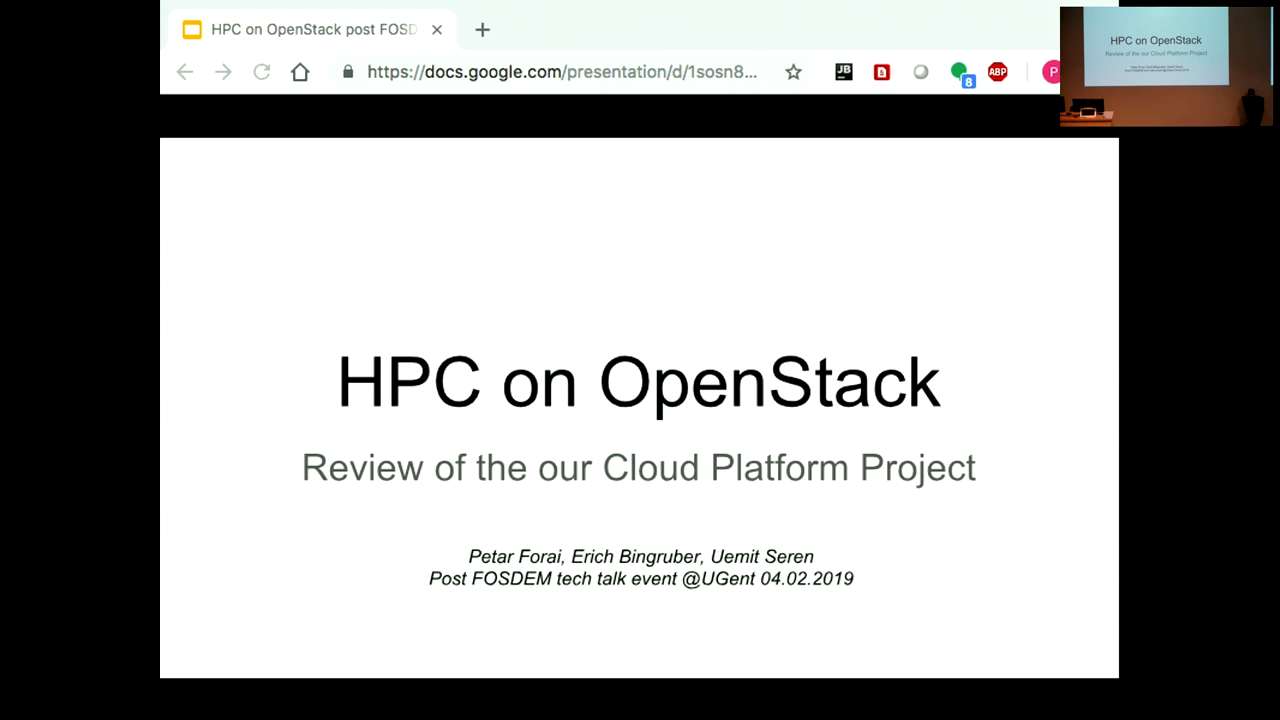 HPC on OpenStack post FOSD
https://docs.google.com/presentation/d/1sosn8...
JB
8
ABP
P
HPC on OpenStack
Review of the our Cloud Platform Project
HPC on OpenStack
Review of the our Cloud Platform Project
Petar Forai, Erich Bingruber, Uemit Seren
Post FOSDEM tech talk event @UGent 04.02.2019